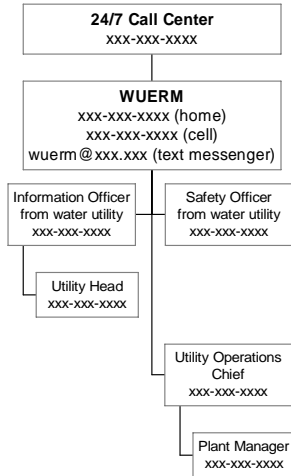 24/7 Call Center
xxx-xxx-xxxx
WUERM
xxx-xxx-xxxx (home)
xxx-xxx-xxxx (cell)
wuerm@xxx.xxx (text messenger)
Information Officer
from water utility
xxx-xxx-xxxx
Safety Officer
from water utility
xxx-xxx-xxxx
Utility Head
xxx-xxx-xxxx
Utility Operations
Chief
xxx-xxx-xxxx
Plant Manager
xxx-xxx-xxxx